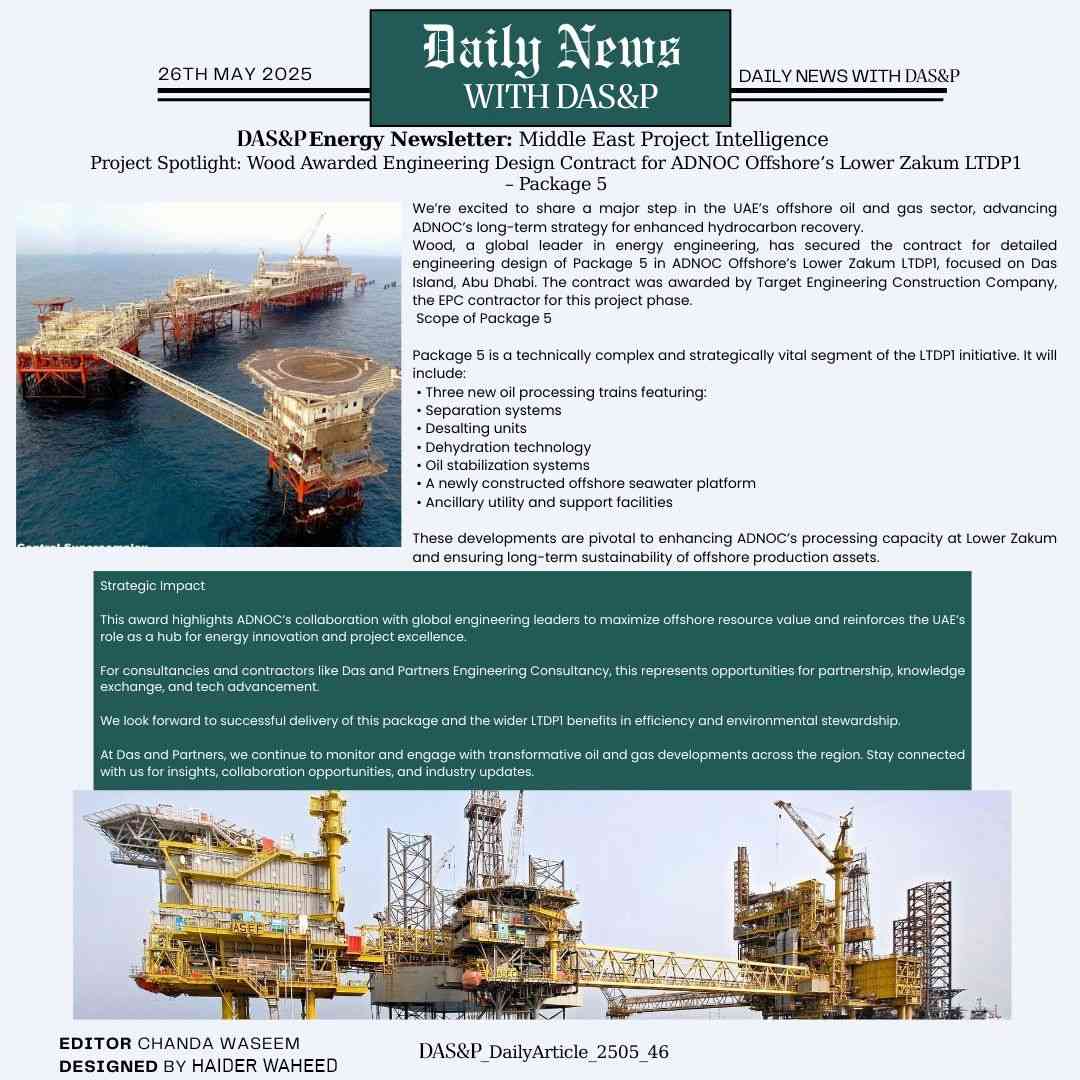 Daily News
WITH DAS&P
26TH MAY 2025
DAILY NEWS WITH DAS&P
DAS&P Energy Newsletter: Middle East Project Intelligence
Project Spotlight: Wood Awarded Engineering Design Contract for ADNOC Offshore’s Lower Zakum LTDP1
– Package 5
We’re excited to share a major step in the UAE’s offshore oil and gas sector, advancing
ADNOC’s long-term strategy for enhanced hydrocarbon recovery.
Wood, a global leader in energy engineering, has secured the contract for detailed
engineering design of Package 5 in ADNOC Offshore’s Lower Zakum LTDP1, focused on Das
Island, Abu Dhabi. The contract was awarded by Target Engineering Construction Company,
the EPC contractor for this project phase.
Scope of Package 5
Package 5 is a technically complex and strategically vital segment of the LTDP1 initiative. It will
include:
• Three new oil processing trains featuring:
• Separation systems
• Desalting units
• Dehydration technology
• Oil stabilization systems
• A newly constructed offshore seawater platform
• Ancillary utility and support facilities
These developments are pivotal to enhancing ADNOC’s processing capacity at Lower Zakum
and ensuring long-term sustainability of offshore production assets.
Strategic Impact
This award highlights ADNOC’s collaboration with global engineering leaders to maximize offshore resource value and reinforces the UAE’s
role as a hub for energy innovation and project excellence.
For consultancies and contractors like Das and Partners Engineering Consultancy, this represents opportunities for partnership, knowledge
exchange, and tech advancement.
We look forward to successful delivery of this package and the wider LTDP1 benefits in efficiency and environmental stewardship.
At Das and Partners, we continue to monitor and engage with transformative oil and gas developments across the region. Stay connected
with us for insights, collaboration opportunities, and industry updates.
EDITOR CHANDA WASEEM
DESIGNED BY HAIDER WAHEED
DAS&P_DailyArticle_2505_46